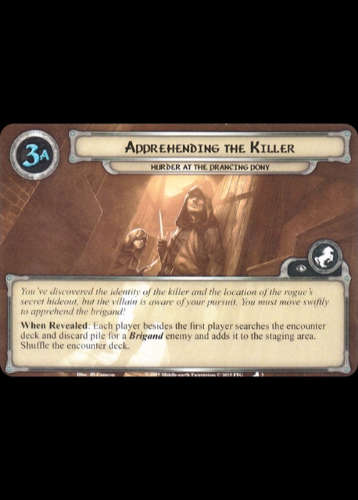 3A
Apprehending the Killer
Murder at the Prancing Pony
You've discovered the identity of the killer and the location of the rogue's
secret hideout, but the villain is aware of your pursuit. You must move swiftly
to apprehend the brigand!
When Revealed: Each player besides the first player searches the encounter
deck and discard pile for a Brigand enemy and adds it to the staging area.
Shuffle the encounter deck.